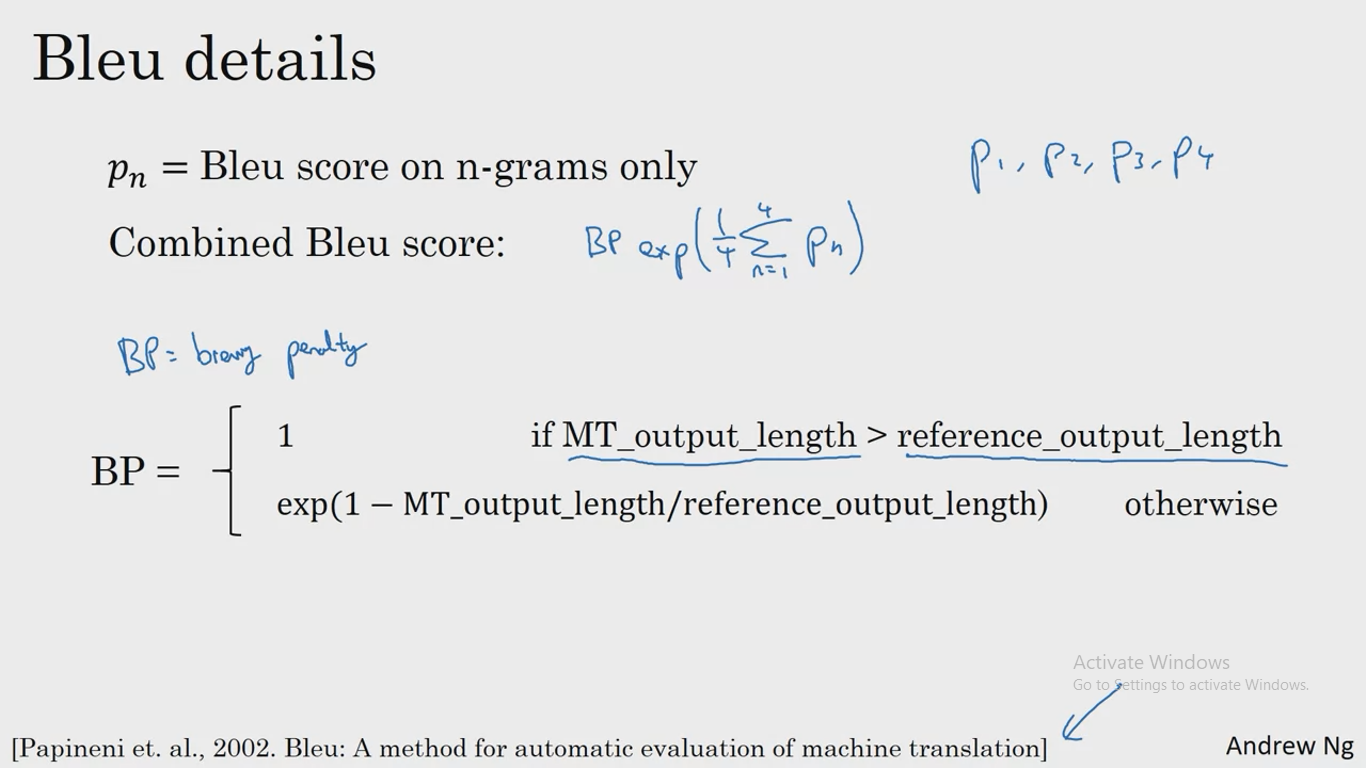 Bleu details
pₙ = Bleu score on n-grams only
p₁, p₂, p₃, p₄
Combined Bleu score: BP exp(1/4 ∑ₙ₌₁⁴ pₙ)
BP = brevity penalty
BP =
1 if MT_output_length > reference_output_length
exp(1 − MT_output_length/reference_output_length) otherwise
Activate Windows
Go to Settings to activate Windows.
[Papineni et. al., 2002. Bleu: A method for automatic evaluation of machine translation]
Andrew Ng